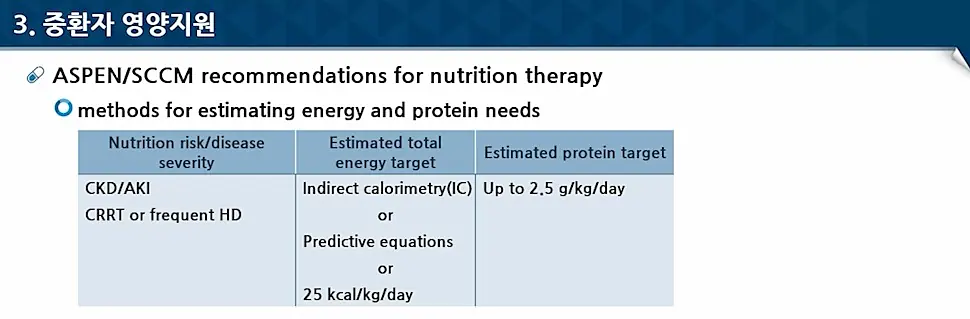 3. 중환자 영양지원
ASPEN/SCCM recommendations for nutrition therapy
methods for estimating energy and protein needs
Nutrition risk/disease
severity
Estimated total
energy target
Estimated protein target
CKD/AKI
CRRT or frequent HD
Indirect calorimetry(IC)
or
Predictive equations
or
25 kcal/kg/day
Up to 2.5 g/kg/day